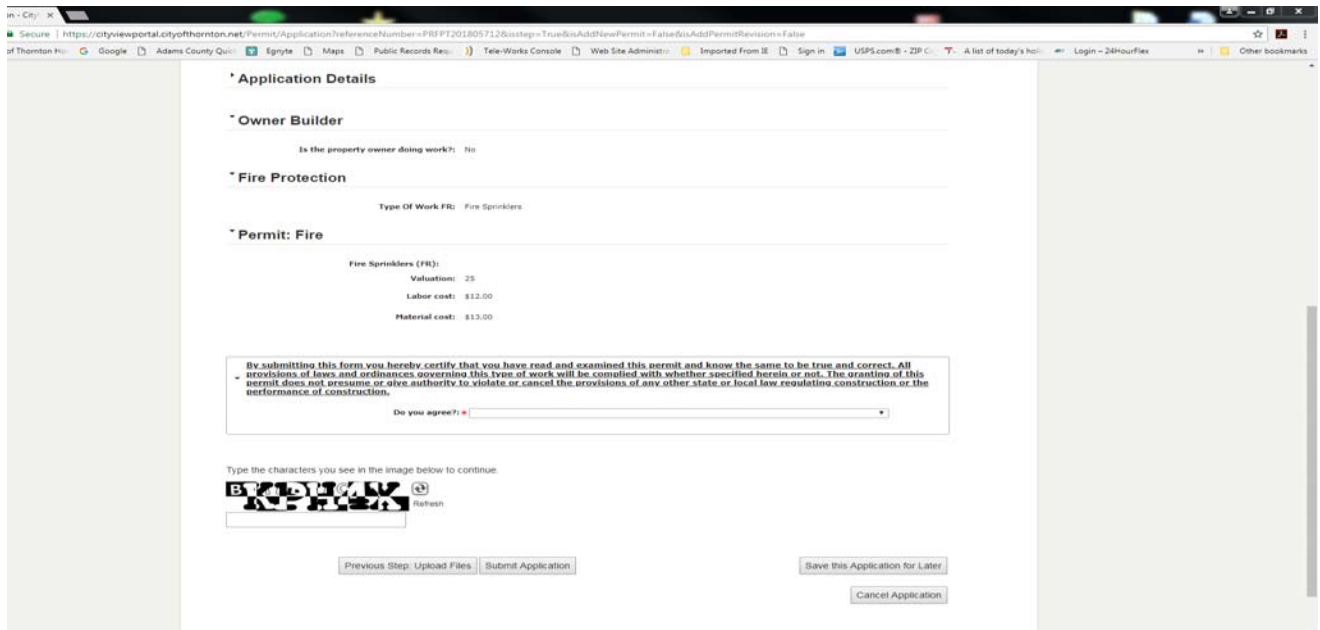 on - City
Secure | https://cityviewportal.cityofthornton.net/Permit/Application?referenceNumber=PRFPT201805712&isstep=True&isAddNewPermit=False&isAddPermitRevision=False
of Thornton Ho Google Adams County Quic Egnyte Maps Public Records Requ Tele-Works Console Web Site Administr Imported From IE Sign in USPS.com® - ZIP C A list of today's holi Login – 24HourFlex » Other bookmarks
Application Details
Owner Builder
Is the property owner doing work?: No
Fire Protection
Type Of Work FR: Fire Sprinklers
Permit: Fire
Fire Sprinklers (FR):
Valuation: 25
Labor cost: $12.00
Material cost: $13.00
By submitting this form you hereby certify that you have read and examined this permit and know the same to be true and correct. All
provisions of laws and ordinances governing this type of work will be complied with whether specified herein or not. The granting of this
permit does not presume or give authority to violate or cancel the provisions of any other state or local law regulating construction or the
performance of construction.
Do you agree?: *
Type the characters you see in the image below to continue.
Refresh
Previous Step: Upload Files Submit Application Save this Application for Later
Cancel Application